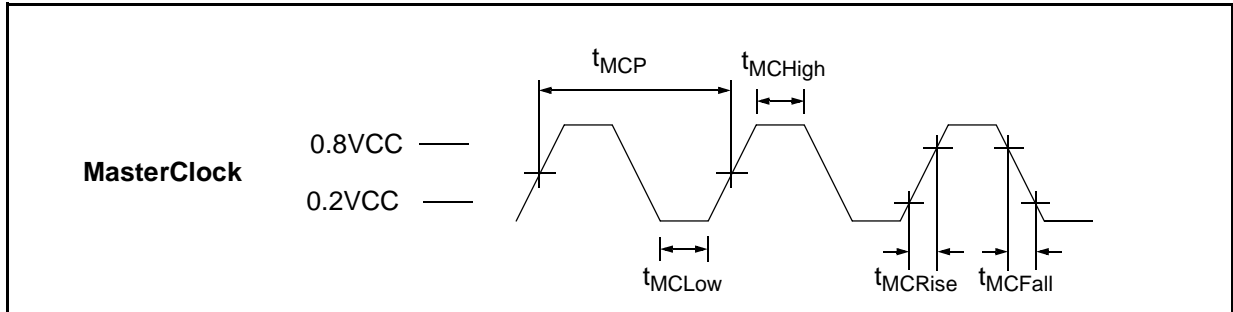 tMCP
tMCHigh
0.8VCC
MasterClock
0.2VCC
tMCLow
tMCRise
tMCFall